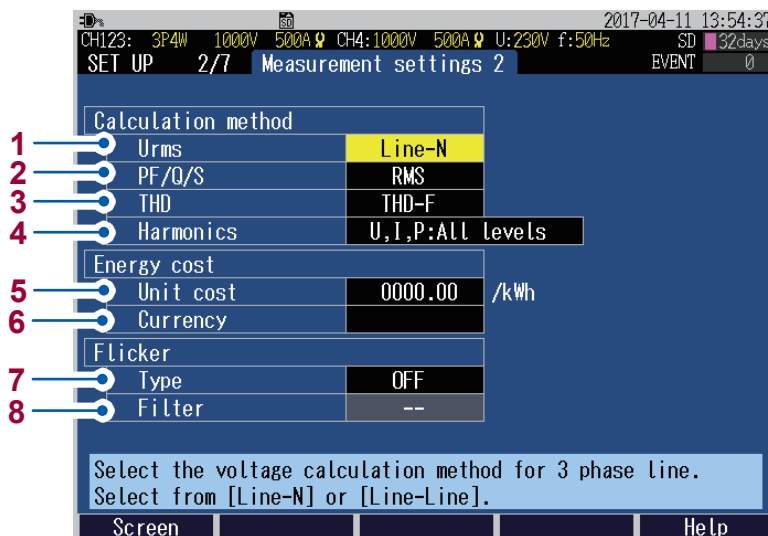 SD 2017-04-11 13:54:37
CH123: 3P4W 1000V 500A CH4:1000V 500A U:230V f:50Hz SD 32days
SET UP 2/7 Measurement settings 2 EVENT 0
Calculation method
1 Urms Line-N
2 PF/Q/S RMS
3 THD THD-F
4 Harmonics U,I,P:All levels
Energy cost
5 Unit cost 0000.00 /kWh
6 Currency
Flicker
7 Type OFF
8 Filter --
Select the voltage calculation method for 3 phase line.
Select from [Line-N] or [Line-Line].
Screen Help